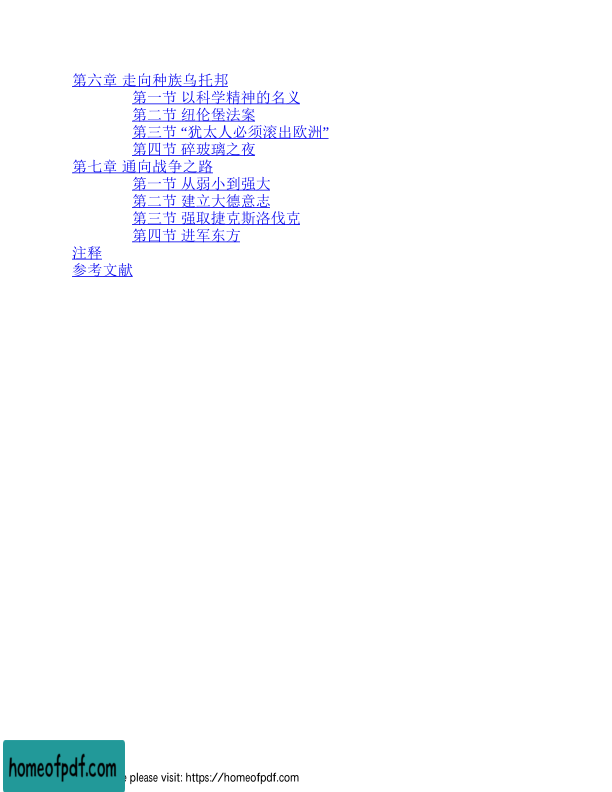 第六章 走向种族乌托邦
第一节 以科学精神的名义
第二节 纽伦堡法案
第三节 “犹太人必须滚出欧洲”
第四节 碎玻璃之夜
第七章 通向战争之路
第一节 从弱小到强大
第二节 建立大德意志
第三节 强取捷克斯洛伐克
第四节 进军东方
注释
参考文献
homeofpdf.com
e please visit: https://homeofpdf.com